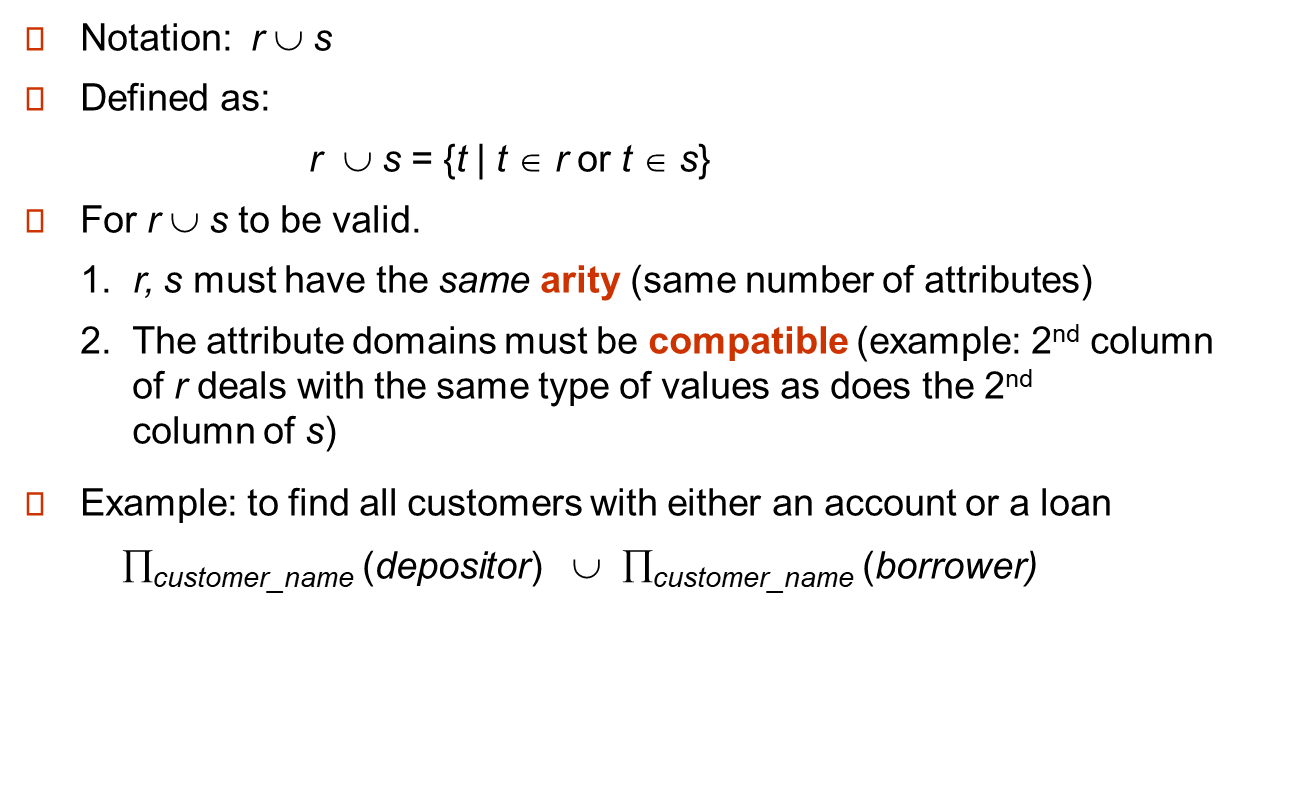 Notation: r ∪ s
Defined as:
r ∪ s = {t | t ∈ r or t ∈ s}
For r ∪ s to be valid.
1. r, s must have the same arity (same number of attributes)
2. The attribute domains must be compatible (example: 2nd column
of r deals with the same type of values as does the 2nd
column of s)
Example: to find all customers with either an account or a loan
∏customer_name (depositor) ∪ ∏customer_name (borrower)